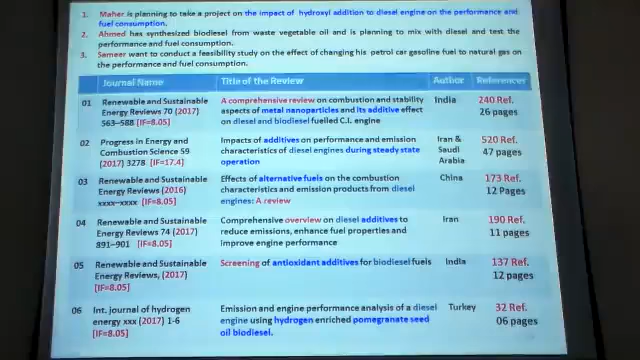 1. Maher is planning to take a project on the impact of hydroxyl addition to diesel engine on the performance and
fuel consumption.
2. Ahmed has synthesized biodiesel from waste vegetable oil and is planning to mix with diesel and test the
performance and fuel consumption.
3. Sameer want to conduct a feasibility study on the effect of changing his petrol car gasoline fuel to natural gas on
the performance and fuel consumption.
Journal Name Title of the Review Author Referencer
01 Renewable and Sustainable Energy Reviews 70 (2017) 563–588 [IF=8.05] A comprehensive review on combustion and stability aspects of metal nanoparticles and its additive effect on diesel and biodiesel fuelled C.I. engine India 240 Ref. 26 pages
02 Progress in Energy and Combustion Science 59 (2017) 3278 [IF=17.4] Impacts of additives on performance and emission characteristics of diesel engines during steady state operation Iran & Saudi Arabia 520 Ref. 47 pages
03 Renewable and Sustainable Energy Reviews (2016) xxxx–xxxx [IF=8.05] Effects of alternative fuels on the combustion characteristics and emission products from diesel engines: A review China 173 Ref. 12 Pages
04 Renewable and Sustainable Energy Reviews 74 (2017) 891–901 [IF=8.05] Comprehensive overview on diesel additives to reduce emissions, enhance fuel properties and improve engine performance Iran 190 Ref. 11 pages
05 Renewable and Sustainable Energy Reviews, (2017) [IF=8.05] Screening of antioxidant additives for biodiesel fuels India 137 Ref. 12 pages
06 Int. journal of hydrogen energy xxx (2017) 1-6 [IF=8.05] Emission and engine performance analysis of a diesel engine using hydrogen enriched pomegranate seed oil biodiesel. Turkey 32 Ref. 06 pages